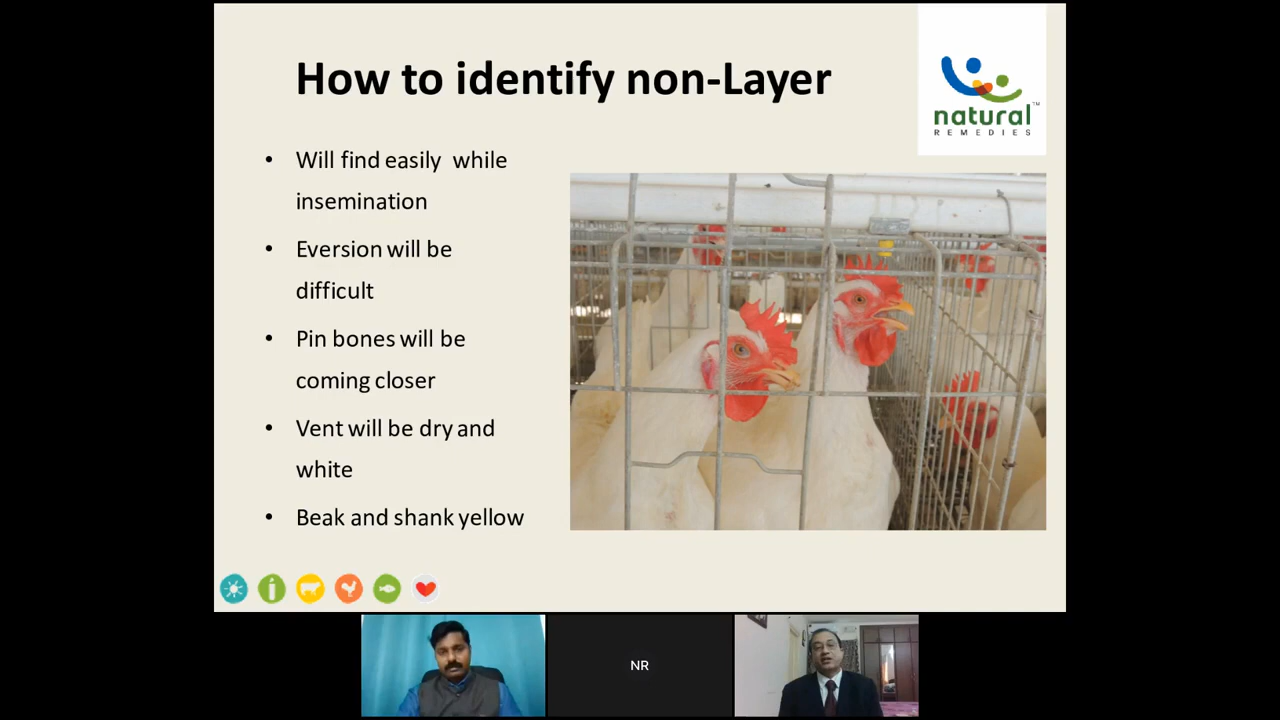 How to identify non-Layer
natural™
REMEDIES
• Will find easily while
insemination
• Eversion will be
difficult
• Pin bones will be
coming closer
• Vent will be dry and
white
• Beak and shank yellow
NR